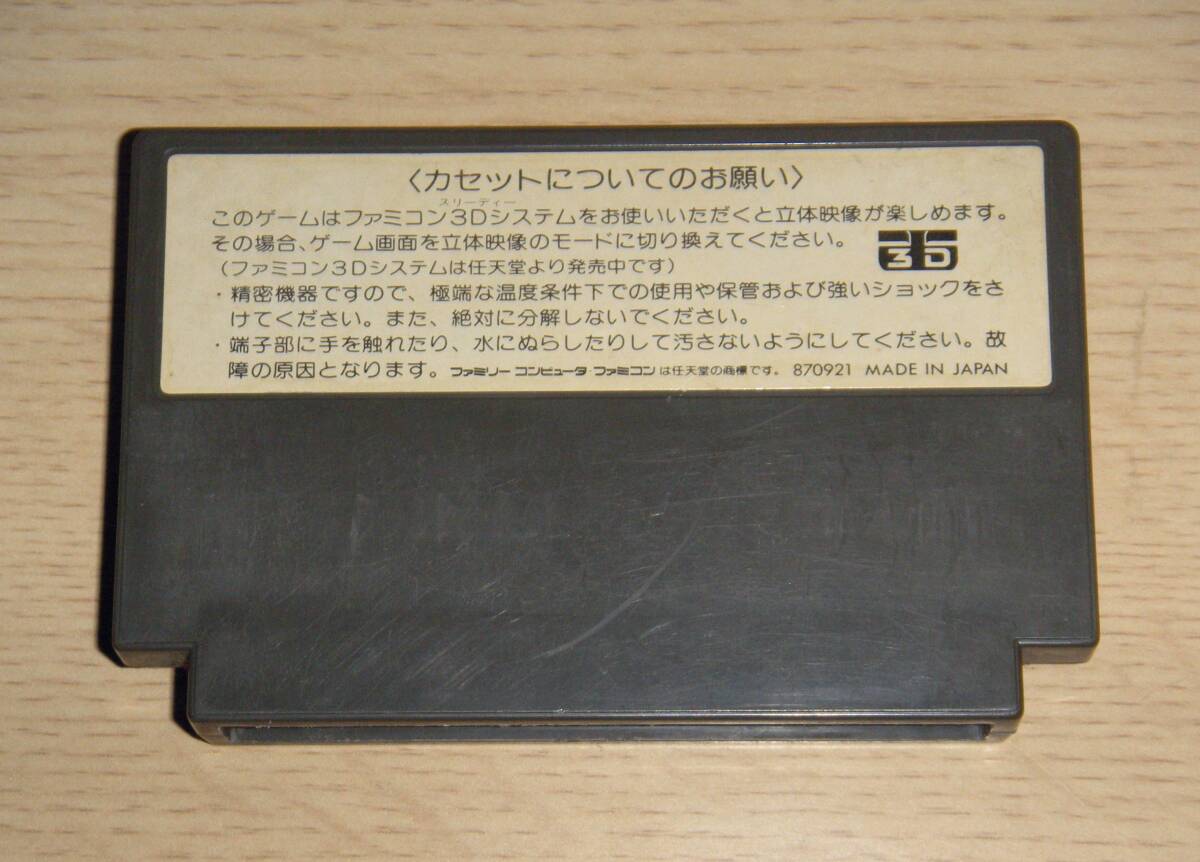 〈カセットについてのお願い〉
スリーディー
このゲームはファミコン3Dシステムをお使いいただくと立体映像が楽しめます。
その場合、ゲーム画面を立体映像のモードに切り換えてください。 3D
(ファミコン3Dシステムは任天堂より発売中です)
・精密機器ですので、極端な温度条件下での使用や保管および強いショックをさ
けてください。また、絶対に分解しないでください。
・端子部に手を触れたり、水にぬらしたりして汚さないようにしてください。故
障の原因となります。 ファミリーコンピュータ・ファミコンは任天堂の商標です。 870921 MADE IN JAPAN